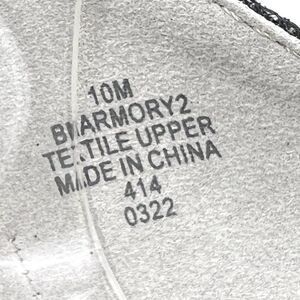 10M
BMARMORY2
TEXTILE UPPER
MADE IN CHINA
414
0322